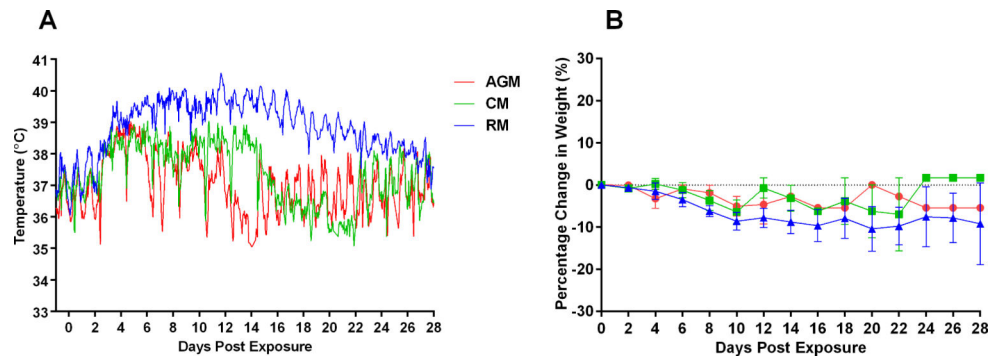 A
B
Temperature (°C)
41
40
39
38
37
36
35
34
33
0 2 4 6 8 10 12 14 16 18 20 22 24 26 28
Days Post Exposure
AGM
CM
RM
Percentage Change in Weight (%)
30
20
10
0
-10
-20
-30
0 2 4 6 8 10 12 14 16 18 20 22 24 26 28
Days Post Exposure